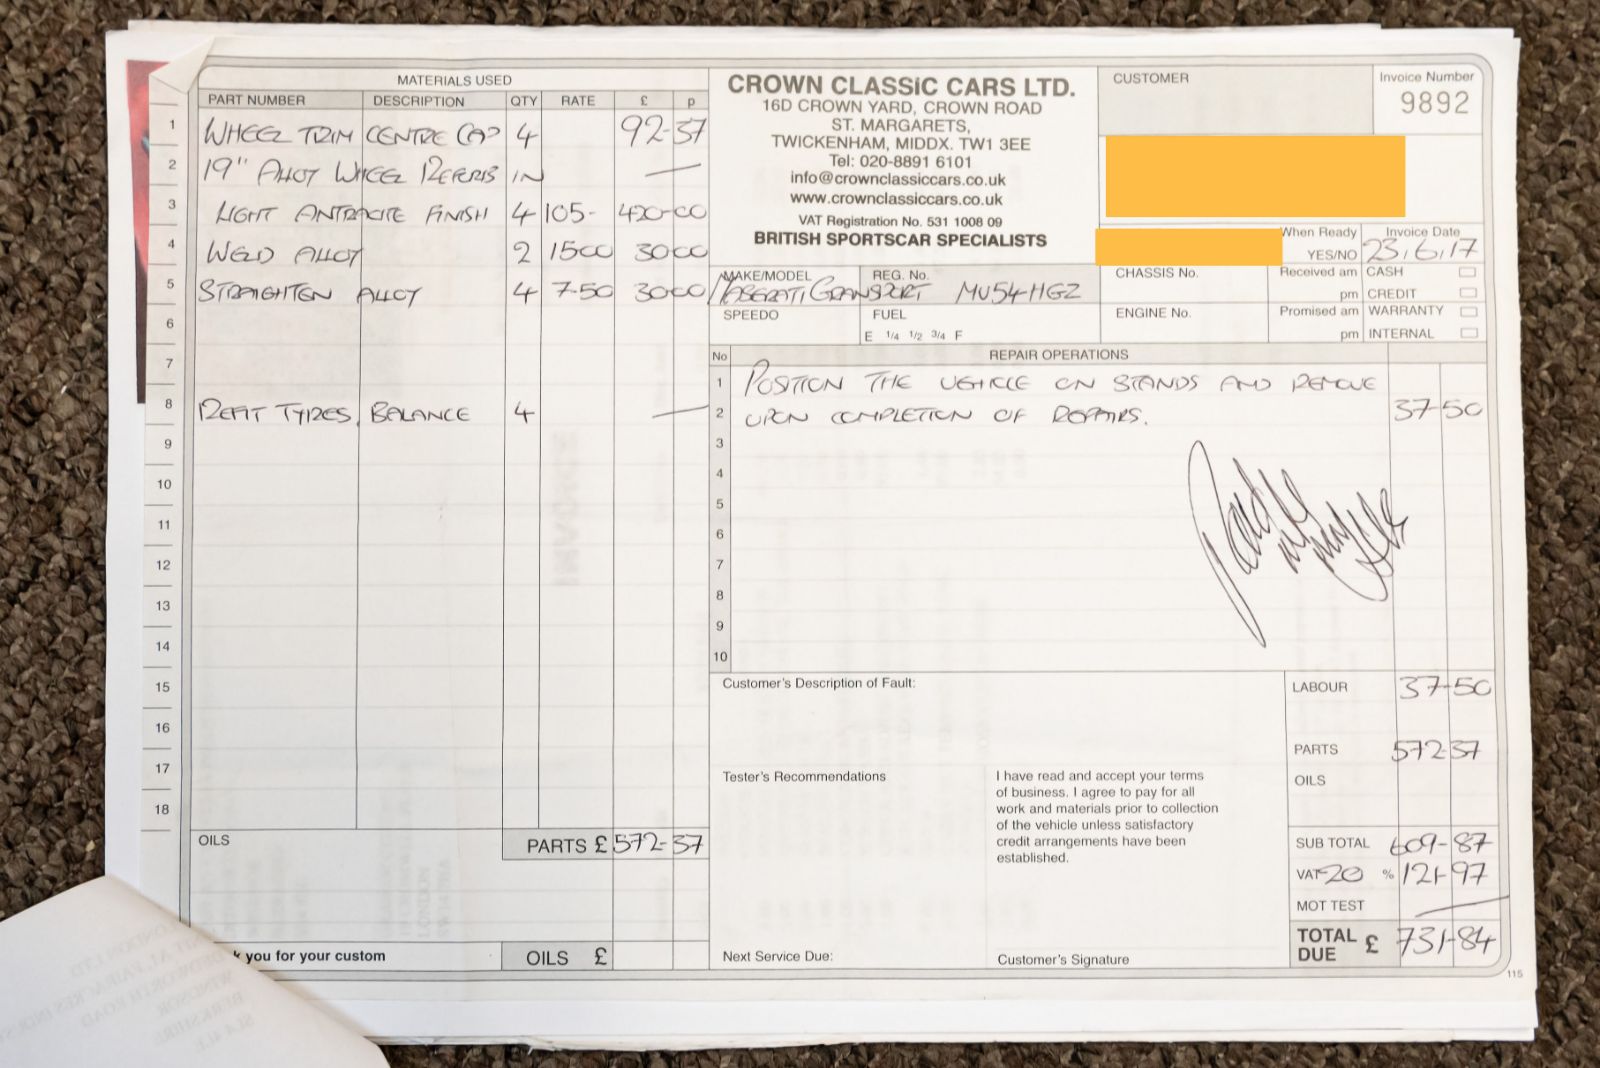 MATERIALS USED
PART NUMBER DESCRIPTION QTY RATE £ p
1 WHEEL TRIM CENTRE CAP 4 92-37
2 19" ALLOY WHEEL REFURB IN —
3 LIGHT ANTRACITE FINISH 4 105- 420-00
4 WELD ALLOY 2 1500 3000
5 STRAIGHTEN ALLOY 4 7-50 3000
6
7
8 REFIT TYRES, BALANCE 4 —
9
10
11
12
13
14
15
16
17
18
OILS
PARTS £ 572-37
you for your custom
OILS £
CROWN CLASSiC CARS LTD.
16D CROWN YARD, CROWN ROAD
ST. MARGARETS,
TWICKENHAM, MIDDX. TW1 3EE
Tel: 020-8891 6101
info@crownclassiccars.co.uk
www.crownclassiccars.co.uk
VAT Registration No. 531 1008 09
BRITISH SPORTSCAR SPECIALISTS
CUSTOMER
Invoice Number
9892
When Ready
YES/NO
Invoice Date
23,6,17
MAKE/MODEL REG. No.
MASERATI GRANSPORT MV54HGZ
SPEEDO FUEL
E 1/4 1/2 3/4 F
CHASSIS No.
ENGINE No.
Received am
pm
Promised am
pm
CASH
CREDIT
WARRANTY
INTERNAL
No REPAIR OPERATIONS
1 POSITION THE VEHICLE ON STANDS AND REMOVE
2 UPON COMPLETION OF REPAIRS. 37-50
3
4
5
6
7
8
9
10
Customer's Description of Fault:
Tester's Recommendations
Next Service Due:
I have read and accept your terms
of business. I agree to pay for all
work and materials prior to collection
of the vehicle unless satisfactory
credit arrangements have been
established.
Customer's Signature
LABOUR 37-50
PARTS 572-37
OILS
SUB TOTAL 609-87
VAT 20 % 121-97
MOT TEST —
TOTAL DUE £ 731-84
115